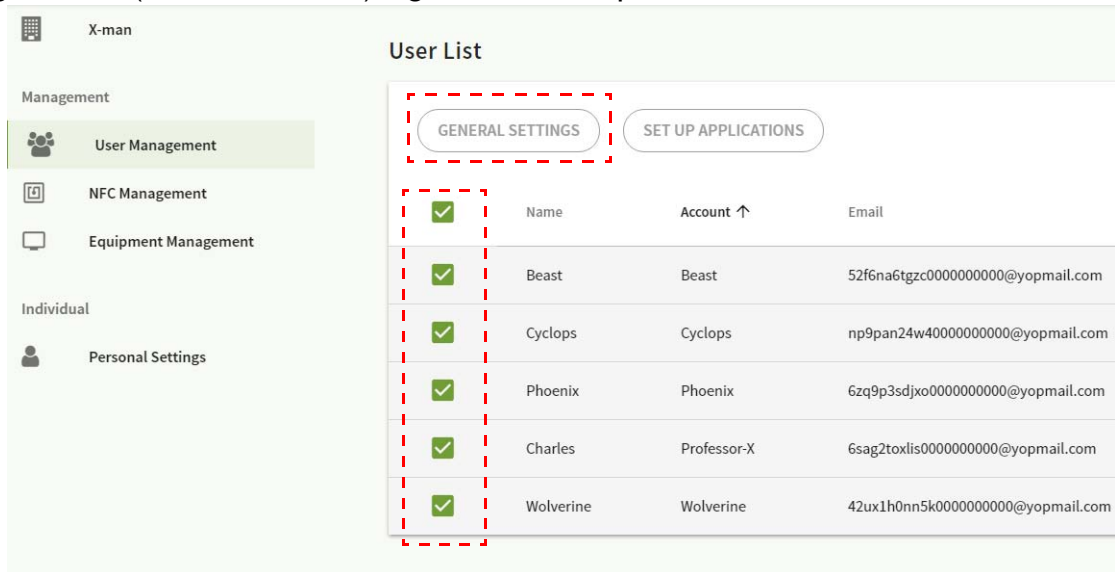 X-man
User List
Management
GENERAL SETTINGS SET UP APPLICATIONS
User Management
NFC Management
Name Account ↑ Email
Equipment Management
Beast Beast 52f6na6tgzc0000000000@yopmail.com
Individual
Cyclops Cyclops np9pan24w40000000000@yopmail.com
Personal Settings
Phoenix Phoenix 6zq9p3sdjxo0000000000@yopmail.com
Charles Professor-X 6sag2toxlis0000000000@yopmail.com
Wolverine Wolverine 42ux1h0nn5k0000000000@yopmail.com